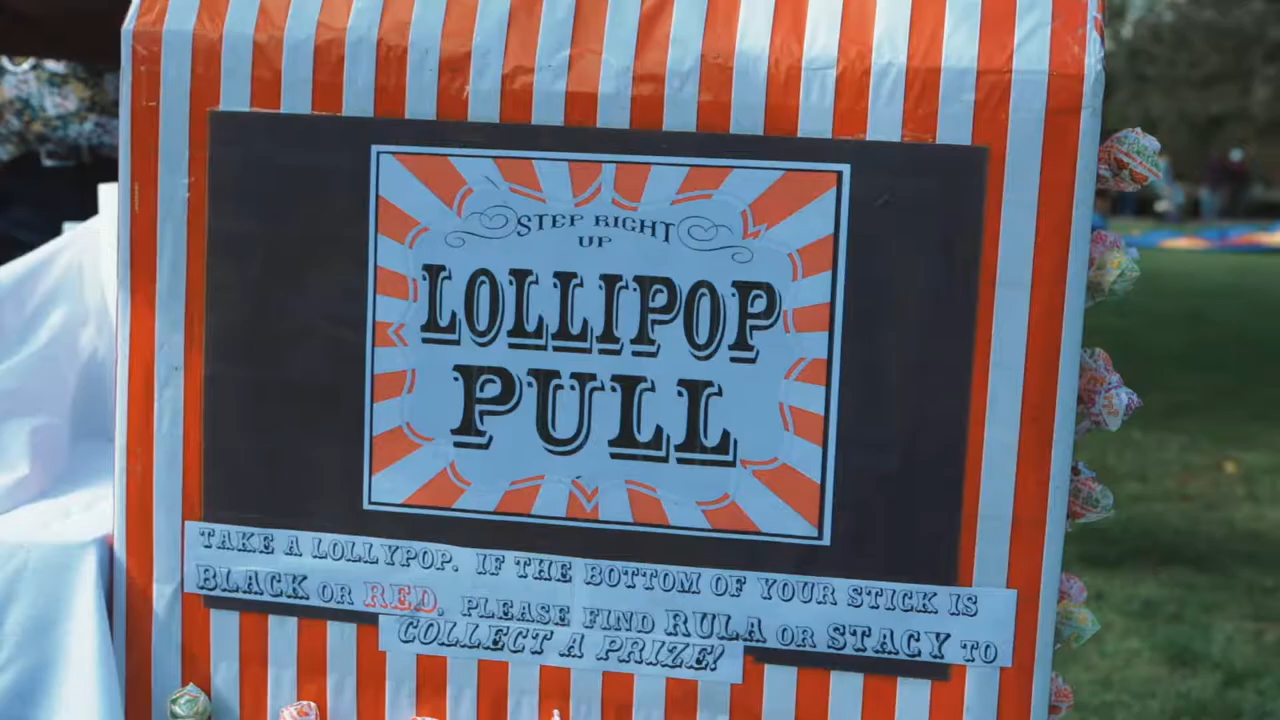 STEP RIGHT
UP
LOLLIPOP
PULL
TAKE A LOLLYPOP. IF THE BOTTOM OF YOUR STICK IS
BLACK OR RED, PLEASE FIND RULA OR STACY TO
COLLECT A PRIZE!